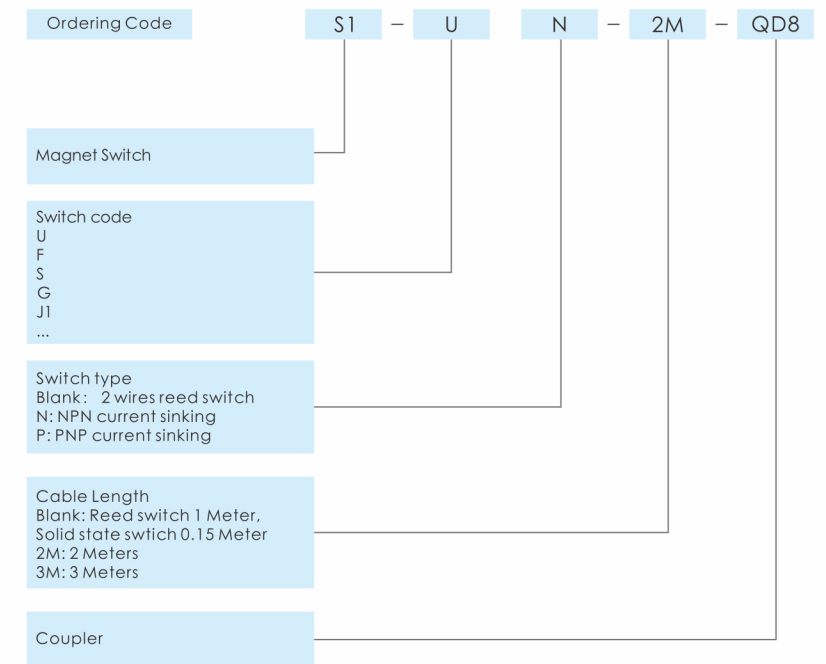 Ordering Code S1 – U N – 2M – QD8
Magnet Switch
Switch code
U
F
S
G
J1
...
Switch type
Blank: 2 wires reed switch
N: NPN current sinking
P: PNP current sinking
Cable Length
Blank: Reed switch 1 Meter,
Solid state swtich 0.15 Meter
2M: 2 Meters
3M: 3 Meters
Coupler